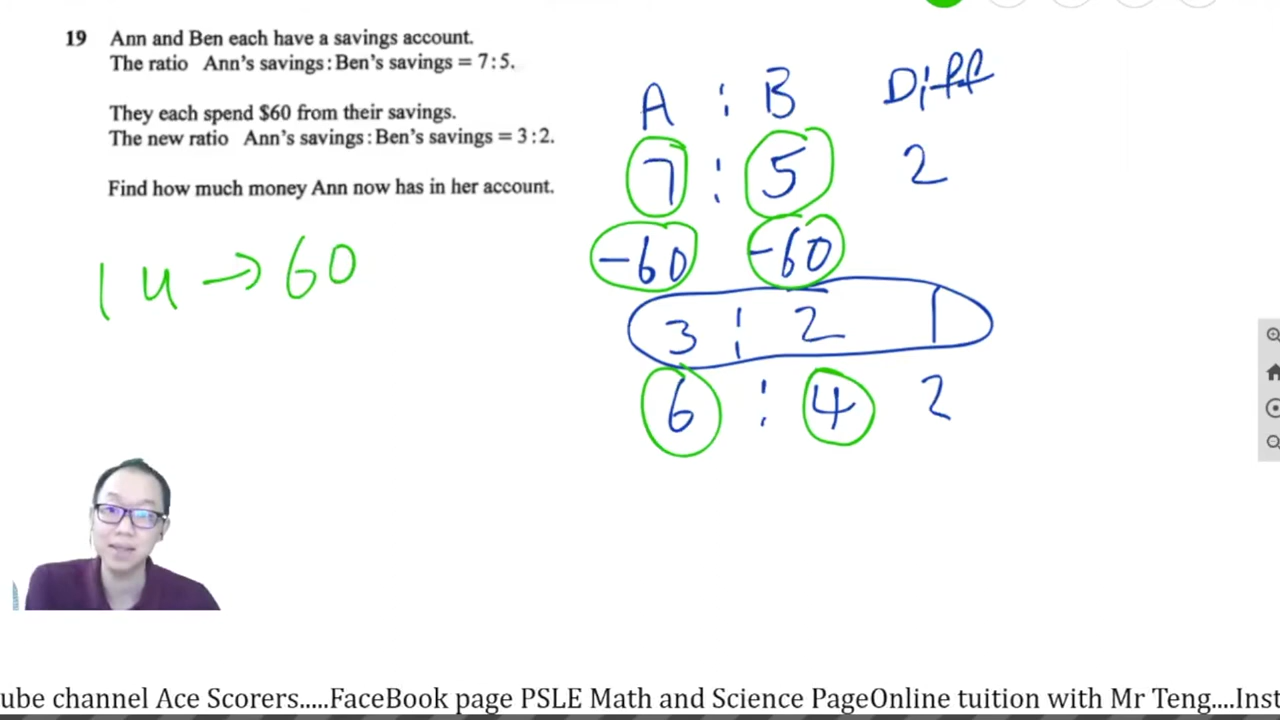 19 Ann and Ben each have a savings account.
The ratio Ann's savings : Ben's savings = 7 : 5.
They each spend $60 from their savings.
The new ratio Ann's savings : Ben's savings = 3 : 2.
Find how much money Ann now has in her account.
1 u → 60
A : B Diff
7 : 5 2
-60 -60
3 : 2 1
6 : 4 2
ube channel Ace Scorers.....FaceBook page PSLE Math and Science PageOnline tuition with Mr Teng....Inst